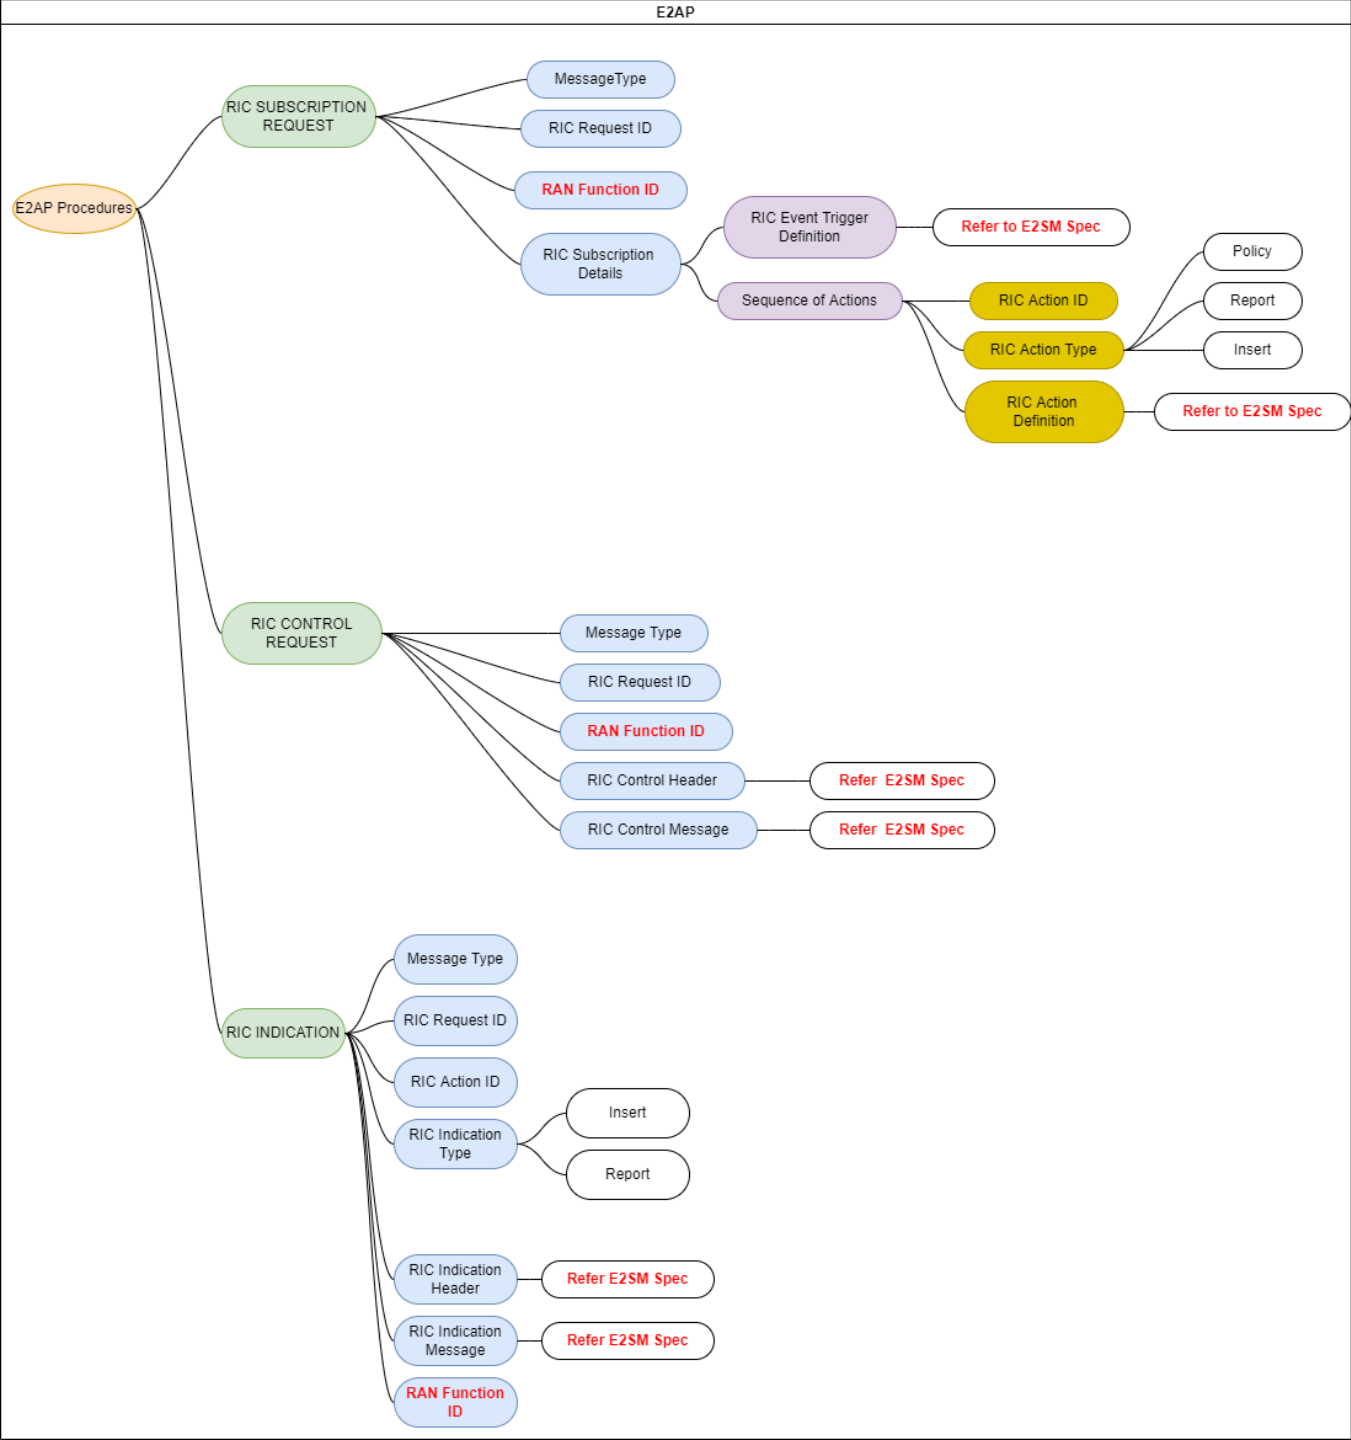 E2AP
E2AP Procedures
RIC SUBSCRIPTION
REQUEST
MessageType
RIC Request ID
RAN Function ID
RIC Subscription
Details
RIC Event Trigger
Definition
Refer to E2SM Spec
Sequence of Actions
RIC Action ID
RIC Action Type
Policy
Report
Insert
RIC Action
Definition
Refer to E2SM Spec
RIC CONTROL
REQUEST
Message Type
RIC Request ID
RAN Function ID
RIC Control Header
Refer  E2SM Spec
RIC Control Message
Refer  E2SM Spec
RIC INDICATION
Message Type
RIC Request ID
RIC Action ID
RIC Indication
Type
Insert
Report
RIC Indication
Header
Refer E2SM Spec
RIC Indication
Message
Refer E2SM Spec
RAN Function
ID